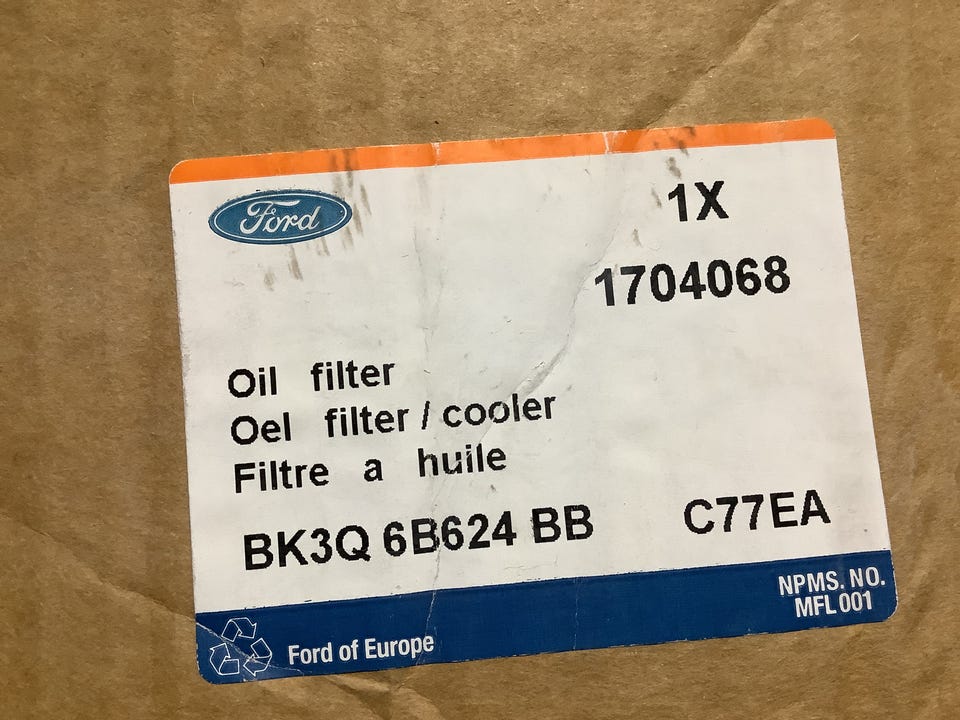 Ford
1X
1704068
Oil filter
Oel filter / cooler
Filtre a huile
BK3Q 6B624 BB C77EA
NPMS. NO.
MFL 001
Ford of Europe